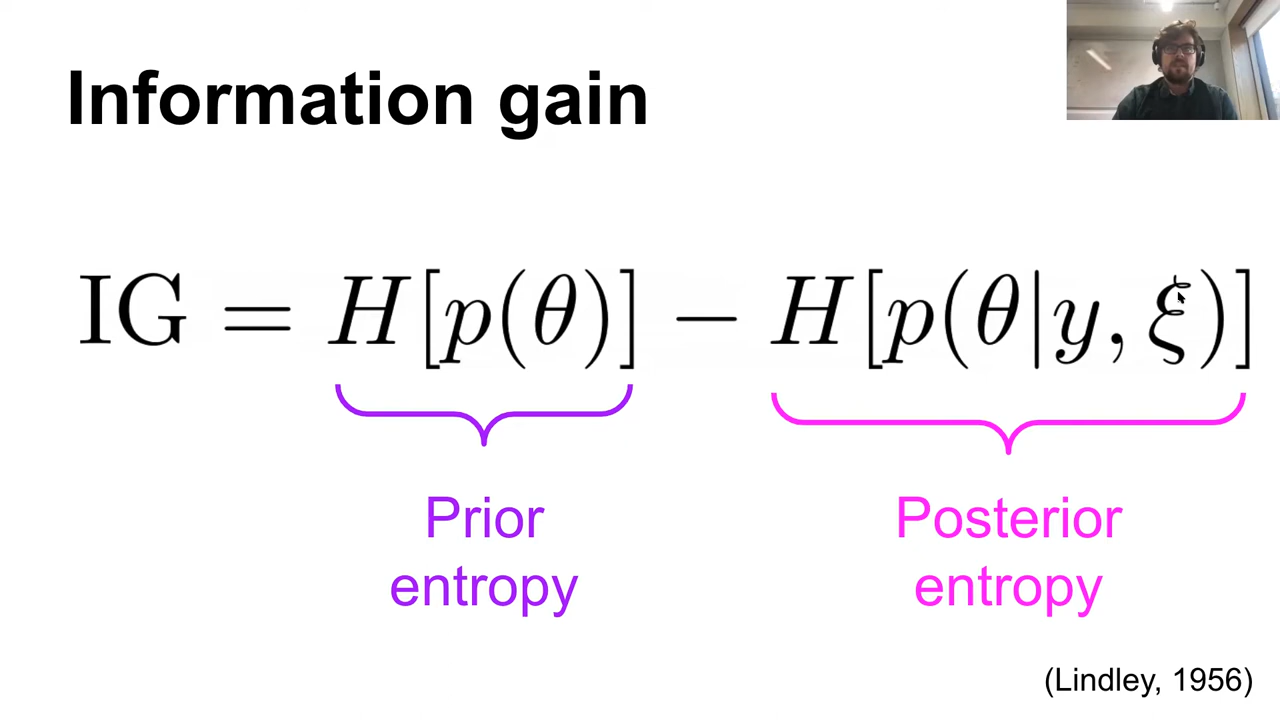 Information gain
IG = H[p(θ)] − H[p(θ|y, ξ)]
Prior
entropy
Posterior
entropy
(Lindley, 1956)